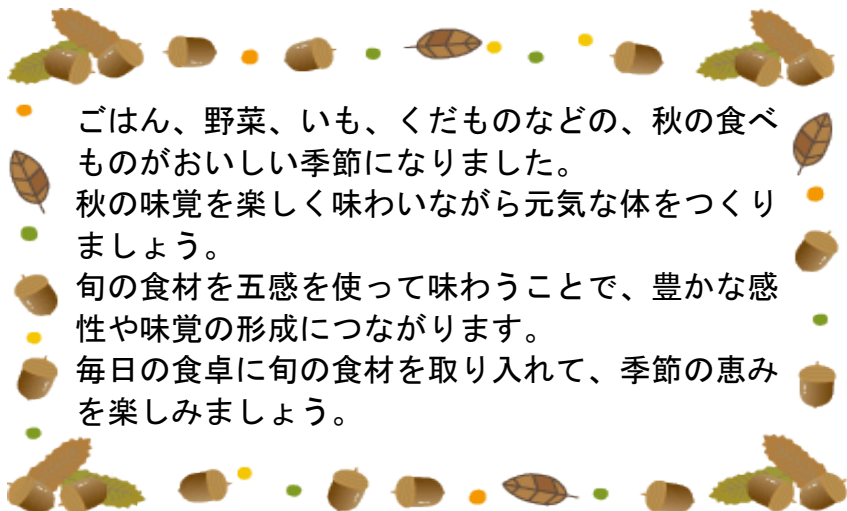 ごはん、野菜、いも、くだものなどの、秋の食べ
ものがおいしい季節になりました。
秋の味覚を楽しく味わいながら元気な体をつくり
ましょう。
旬の食材を五感を使って味わうことで、豊かな感
性や味覚の形成につながります。
毎日の食卓に旬の食材を取り入れて、季節の恵み
を楽しみましょう。